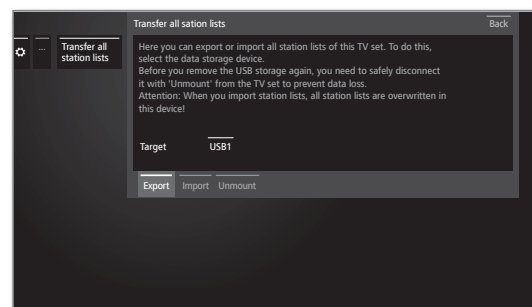 Transfer all sation lists
Back
...
Transfer all
station lists
Here you can export or import all station lists of this TV set. To do this,
select the data storage device.
Before you remove the USB storage again, you need to safely disconnect
it with 'Unmount' from the TV set to prevent data loss.
Attention: When you import station lists, all station lists are overwritten in
this device!
Target USB1
Export Import Unmount